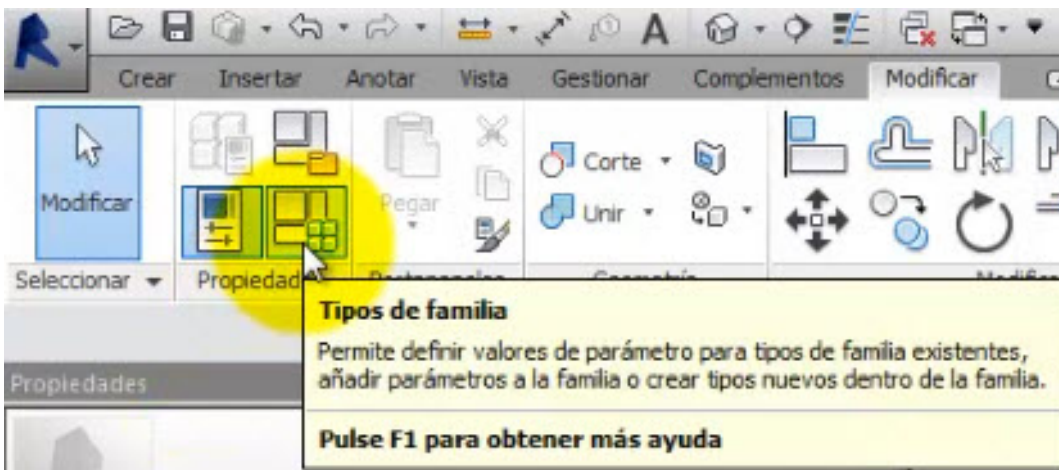 Crear Insertar Anotar Vista Gestionar Complementos Modificar
Corte
Modificar Pegar Unir
Seleccionar
Tipos de familia
Permite definir valores de parámetro para tipos de familia existentes,
añadir parámetros a la familia o crear tipos nuevos dentro de la familia.
Propiedades
Pulse F1 para obtener más ayuda